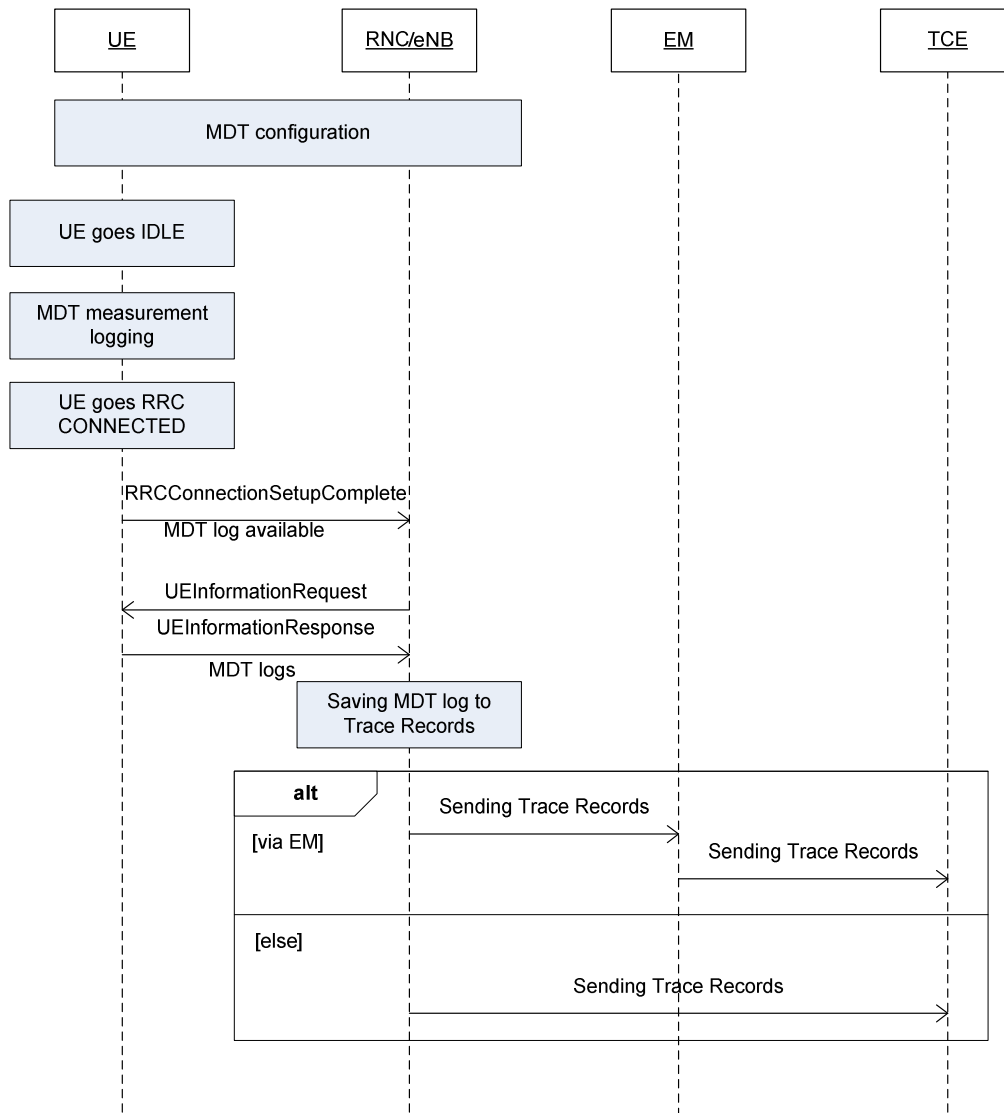 UE
RNC/eNB
EM
TCE
MDT configuration
UE goes IDLE
MDT measurement
logging
UE goes RRC
CONNECTED
RRCConnectionSetupComplete
MDT log available
UEInformationRequest
UEInformationResponse
MDT logs
Saving MDT log to
Trace Records
alt
[via EM]
Sending Trace Records
Sending Trace Records
[else]
Sending Trace Records